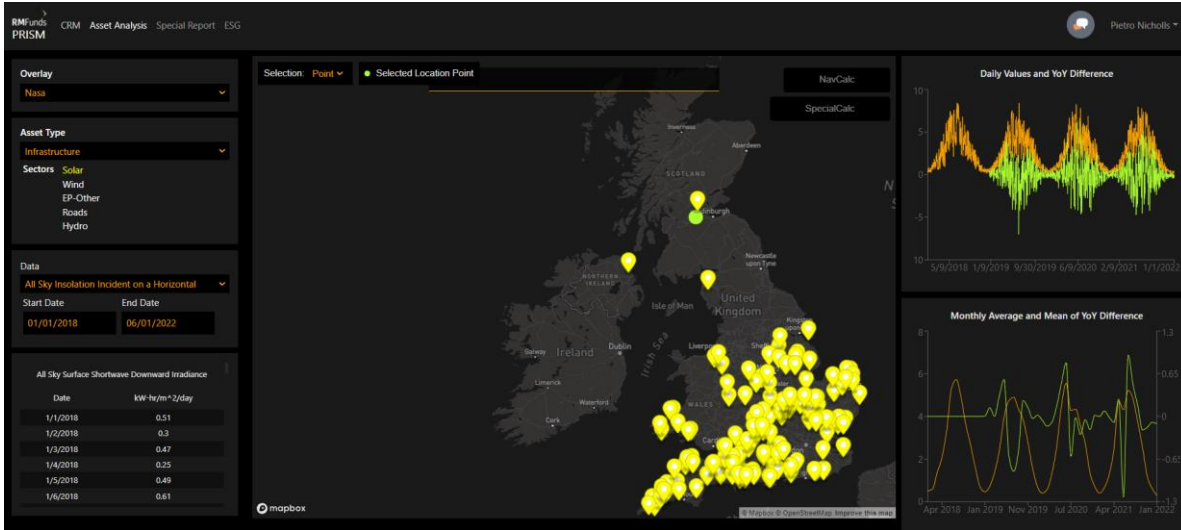 RMFunds
PRISM
CRM Asset Analysis Special Report ESG
Pietro Nicholls
Overlay
Nasa
Asset Type
Infrastructure
Sectors Solar
Wind
EP-Other
Roads
Hydro
Data
All Sky Insolation Incident on a Horizontal
Start Date End Date
01/01/2018 06/01/2022
All Sky Surface Shortwave Downward Irradiance
Date kW-hr/m^2/day
1/1/2018 0.51
1/2/2018 0.3
1/3/2018 0.47
1/4/2018 0.25
1/5/2018 0.49
1/6/2018 0.61
Selection: Point
Selected Location Point
NavCalc
SpecialCalc
Inverness
Aberdeen
SCOTLAND
N
Newcastle
upon Tyne
NORTHERN
IRELAND
Isle of Man
United
Kingdom
Irish Sea
Dublin
Galway
Ireland
Limerick
Waterford
Cork
WALES
mapbox
© Mapbox © OpenStreetMap Improve this map
Daily Values and YoY Difference
10
5
0
-5
10
5/9/2018 1/9/2019 9/30/2019 6/9/2020 2/9/2021 1/1/2022
Monthly Average and Mean of YoY Difference
8
6
4
2
0
1.3
0.65
0
-0.65
-1.3
Apr 2018 Jan 2019 Nov 2019 Jul 2020 Apr 2021 Jan 2022